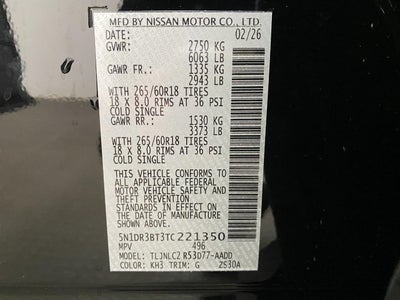 MFD BY NISSAN MOTOR CO., LTD.
DATE: 02/26
GVWR: 2750 KG
6063 LB
GAWR FR.: 1335 KG
2943 LB
WITH 265/60R18 TIRES
18 X 8.0 RIMS AT 36 PSI
COLD SINGLE
GAWR RR.: 1530 KG
3373 LB
WITH 265/60R18 TIRES
18 X 8.0 RIMS AT 36 PSI
COLD SINGLE
THIS VEHICLE CONFORMS
TO ALL APPLICABLE FEDERAL
MOTOR VEHICLE SAFETY AND
THEFT PREVENTION
STANDARDS IN EFFECT ON
THE DATE OF MANUFACTURE
SHOWN ABOVE.
5N1DR3BT3TC221350
MPV 496
MODEL: TLJNLC2 R53D77-AADD
COLOR: KH3 TRIM: G ZS30A